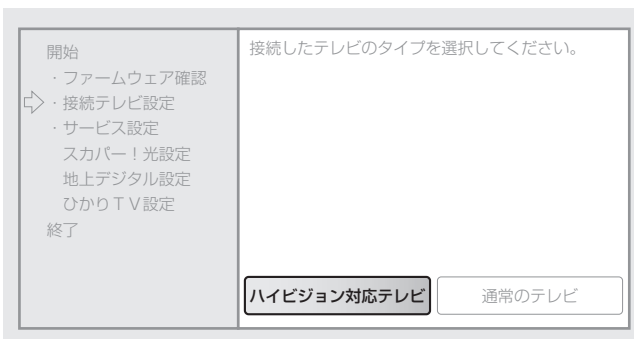 開始
・ファームウェア確認
・接続テレビ設定
・サービス設定
スカパー！光設定
地上デジタル設定
ひかりＴＶ設定
終了
接続したテレビのタイプを選択してください。
ハイビジョン対応テレビ
通常のテレビ